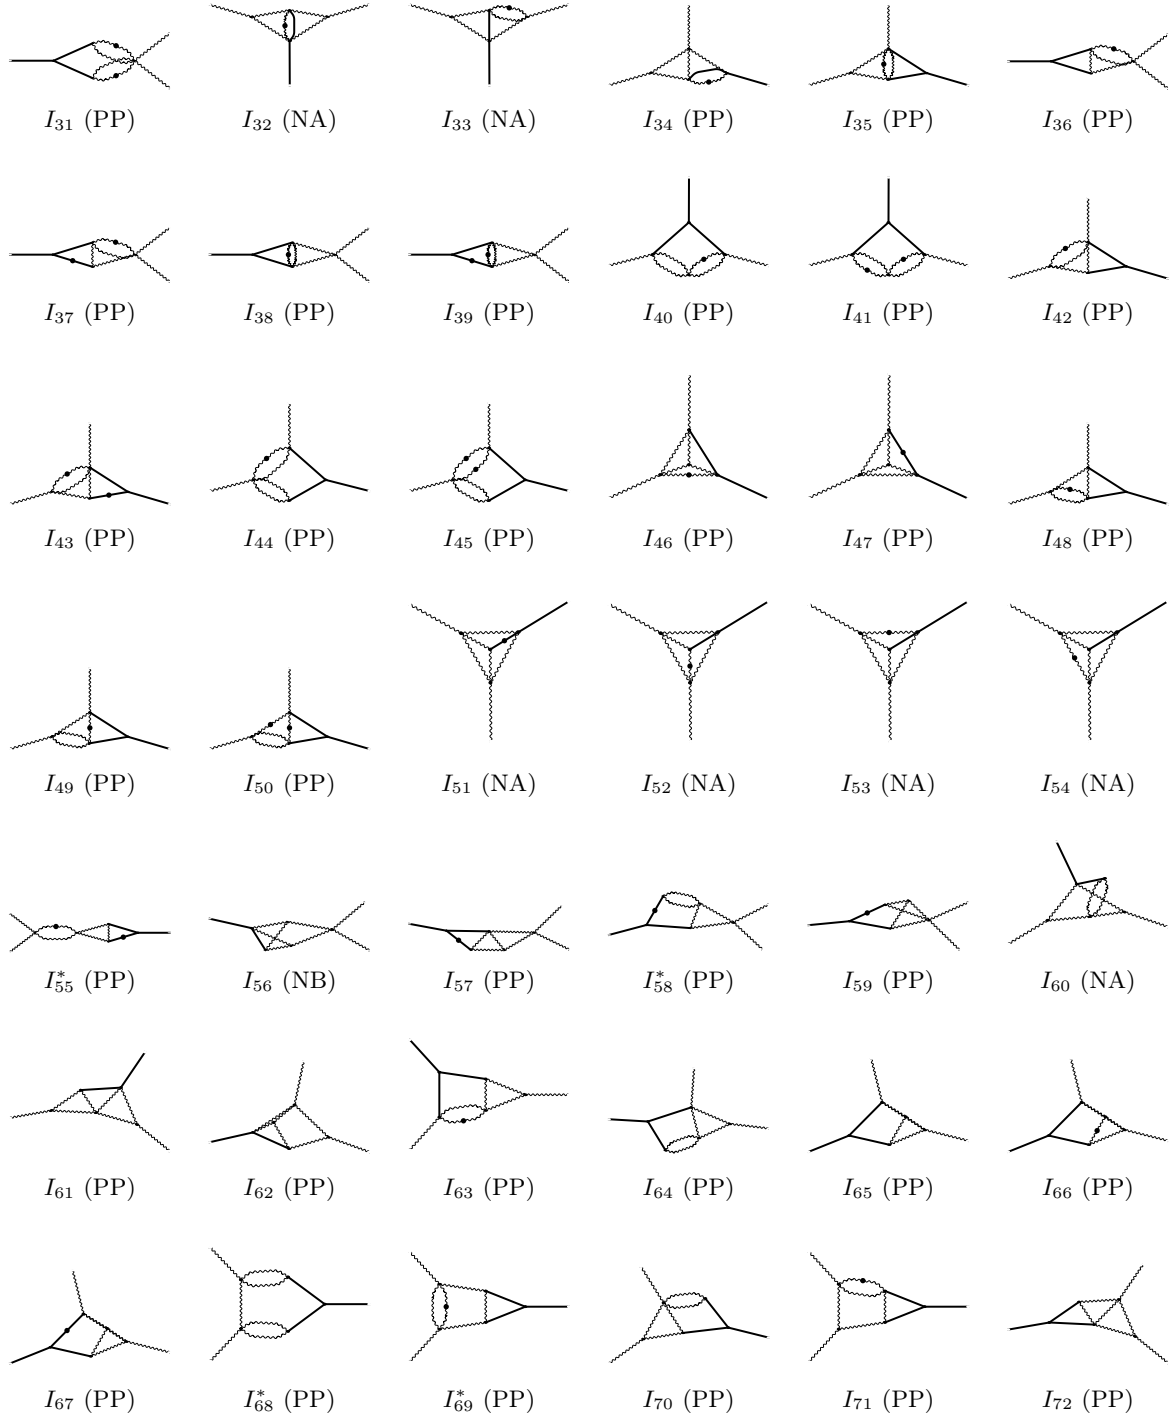 I₃₁ (PP) I₃₂ (NA) I₃₃ (NA) I₃₄ (PP) I₃₅ (PP) I₃₆ (PP)
I₃₇ (PP) I₃₈ (PP) I₃₉ (PP) I₄₀ (PP) I₄₁ (PP) I₄₂ (PP)
I₄₃ (PP) I₄₄ (PP) I₄₅ (PP) I₄₆ (PP) I₄₇ (PP) I₄₈ (PP)
I₄₉ (PP) I₅₀ (PP) I₅₁ (NA) I₅₂ (NA) I₅₃ (NA) I₅₄ (NA)
I*₅₅ (PP) I₅₆ (NB) I₅₇ (PP) I*₅₈ (PP) I₅₉ (PP) I₆₀ (NA)
I₆₁ (PP) I₆₂ (PP) I₆₃ (PP) I₆₄ (PP) I₆₅ (PP) I₆₆ (PP)
I₆₇ (PP) I*₆₈ (PP) I*₆₉ (PP) I₇₀ (PP) I₇₁ (PP) I₇₂ (PP)